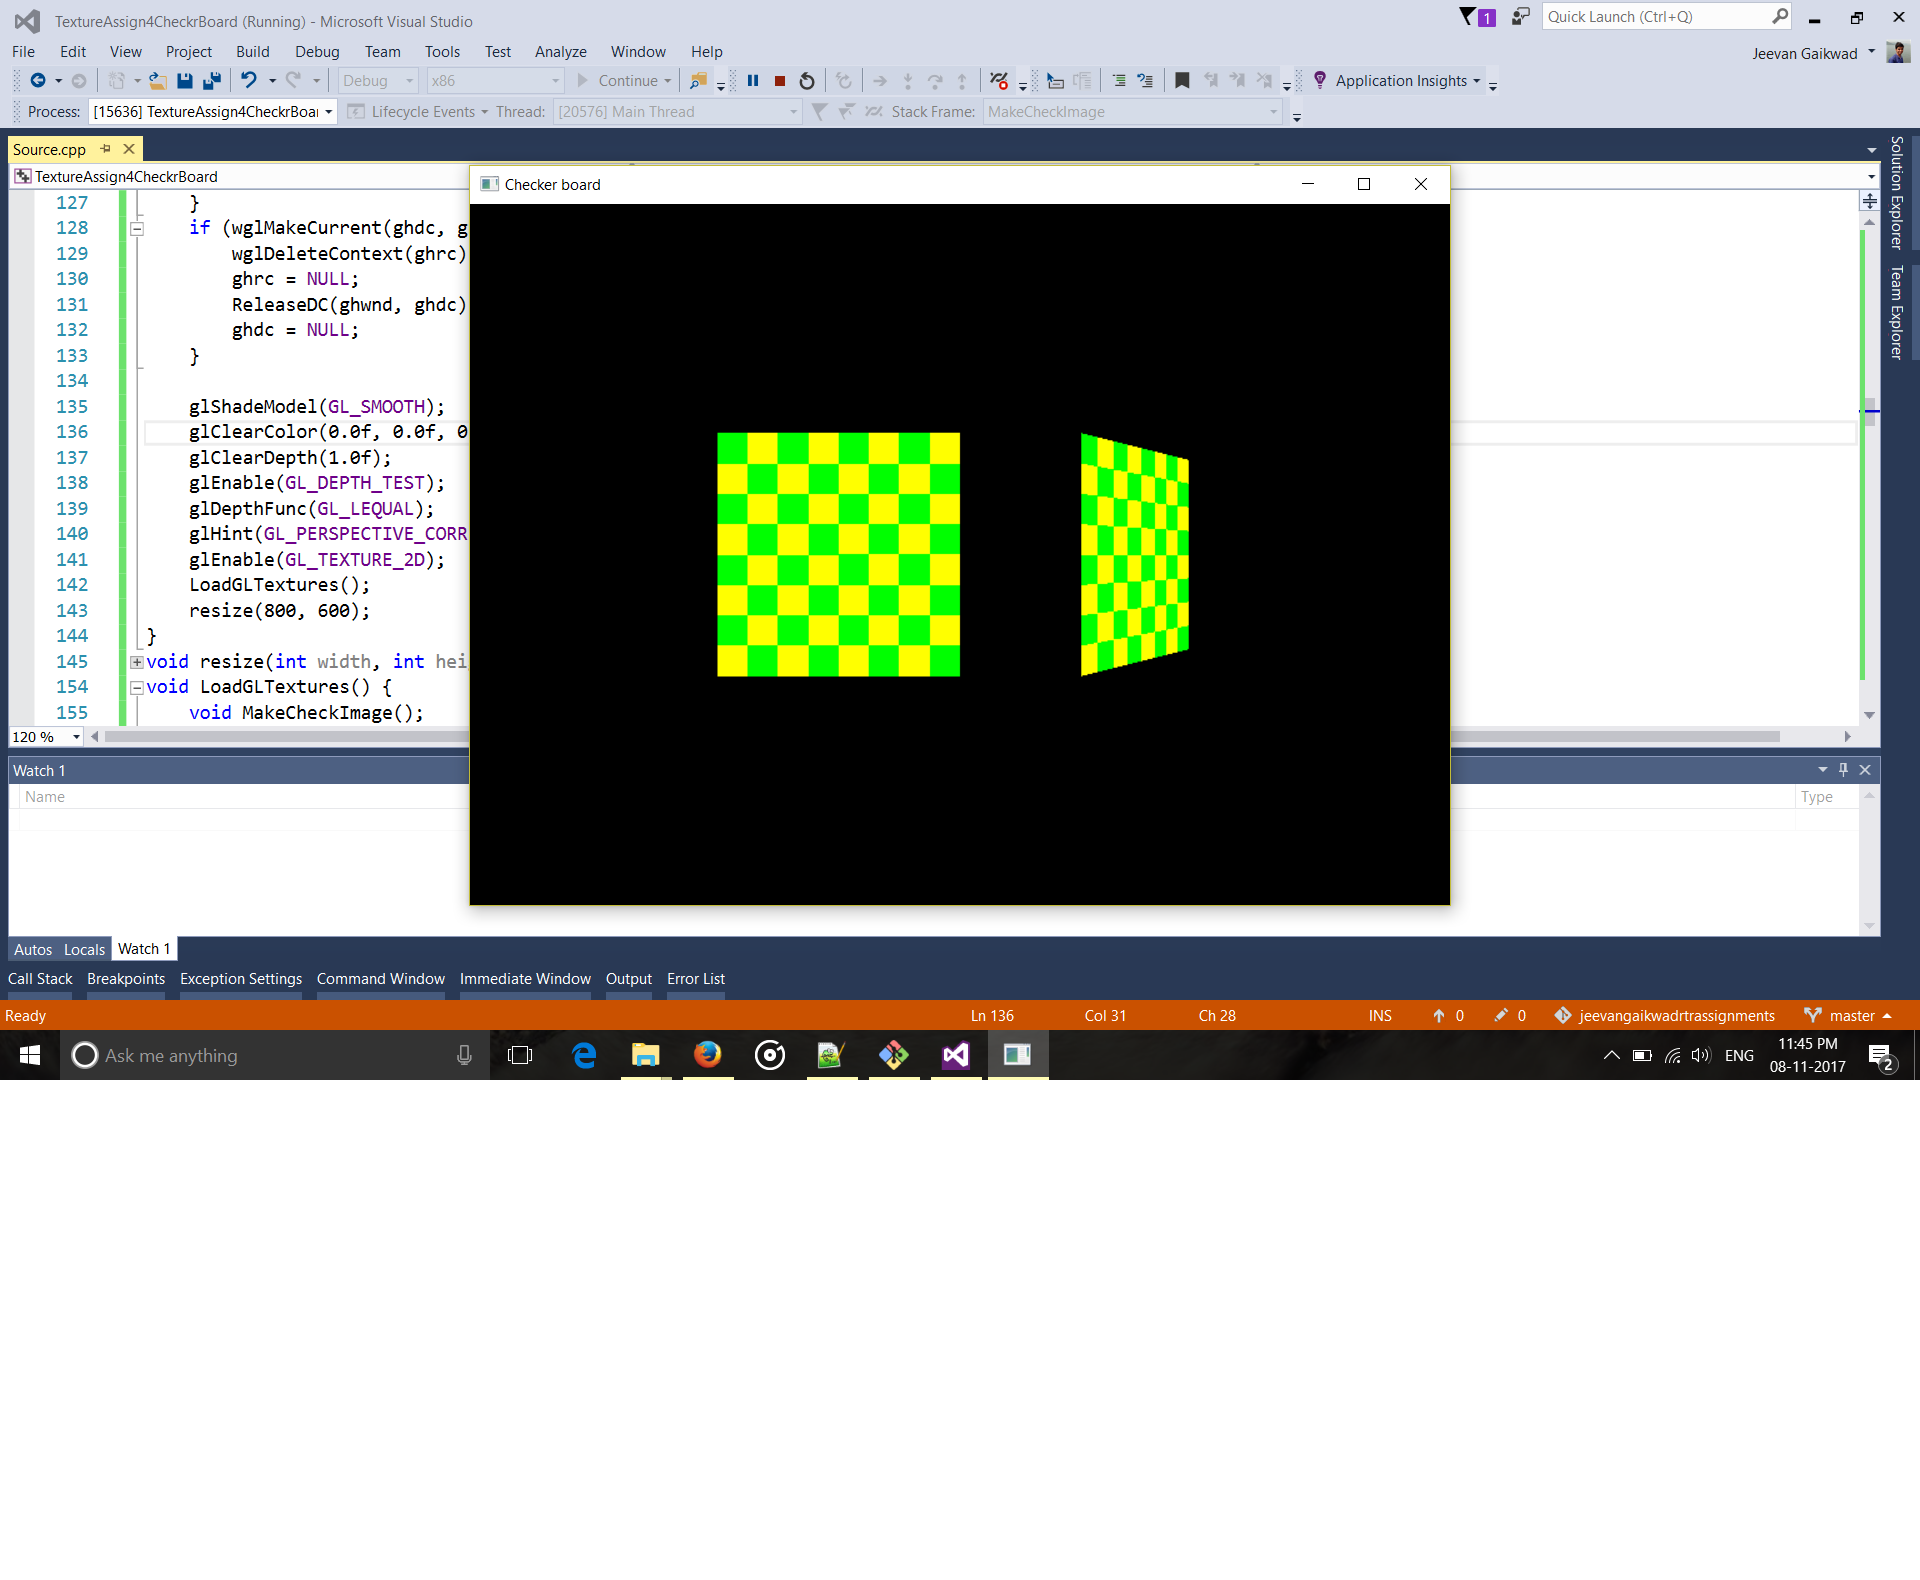 TextureAssign4CheckrBoard (Running) - Microsoft Visual Studio
1
Quick Launch (Ctrl+Q)
File Edit View Project Build Debug Team Tools Test Analyze Window Help
Jeevan Gaikwad
Debug x86 Continue Application Insights
Process: [15636] TextureAssign4CheckrBoar Lifecycle Events Thread: [20576] Main Thread Stack Frame: MakeCheckImage
Source.cpp
TextureAssign4CheckrBoard
Checker board
127 }
128 if (wglMakeCurrent(ghdc, g
129 wglDeleteContext(ghrc)
130 ghrc = NULL;
131 ReleaseDC(ghwnd, ghdc)
132 ghdc = NULL;
133 }
134
135 glShadeModel(GL_SMOOTH);
136 glClearColor(0.0f, 0.0f, 0
137 glClearDepth(1.0f);
138 glEnable(GL_DEPTH_TEST);
139 glDepthFunc(GL_LEQUAL);
140 glHint(GL_PERSPECTIVE_CORR
141 glEnable(GL_TEXTURE_2D);
142 LoadGLTextures();
143 resize(800, 600);
144 }
145 void resize(int width, int hei
154 void LoadGLTextures() {
155 void MakeCheckImage();
120 %
Solution Explorer
Team Explorer
Watch 1
Name Type
Autos Locals Watch 1
Call Stack Breakpoints Exception Settings Command Window Immediate Window Output Error List
Ready Ln 136 Col 31 Ch 28 INS 0 0 jeevangaikwadrtrassignments master
Ask me anything
ENG
11:45 PM
08-11-2017
2